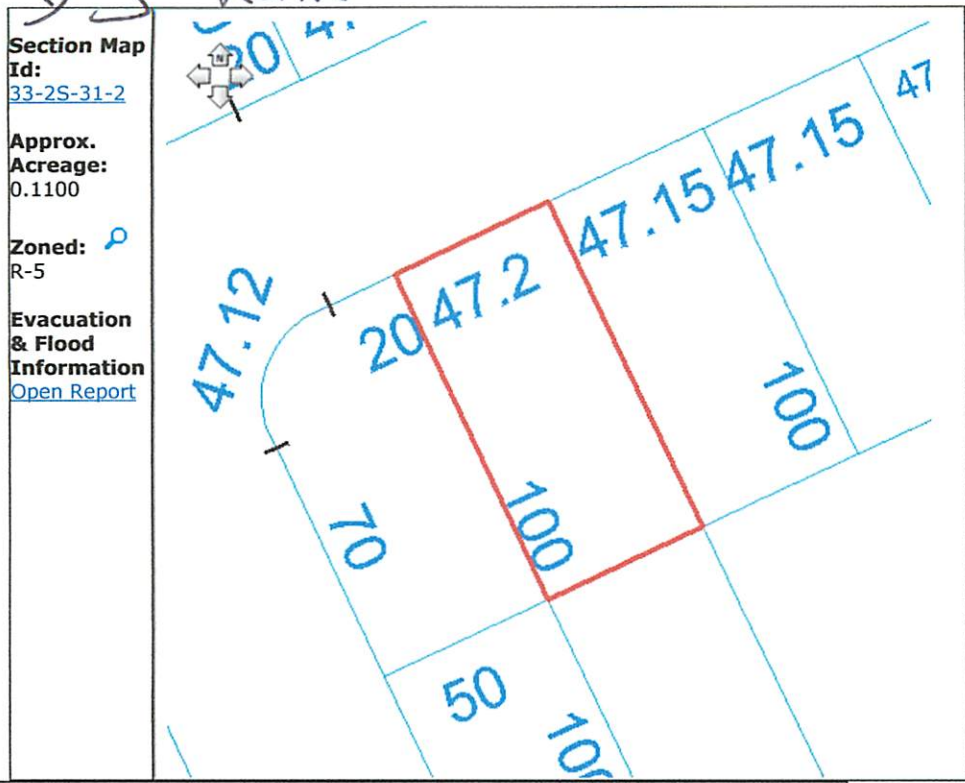 Section Map
Id:
33-2S-31-2
Approx.
Acreage:
0.1100
Zoned:
R-5
Evacuation
& Flood
Information
Open Report
N
47.12
20
47.2
47.15
47.15
47
100
100
70
50